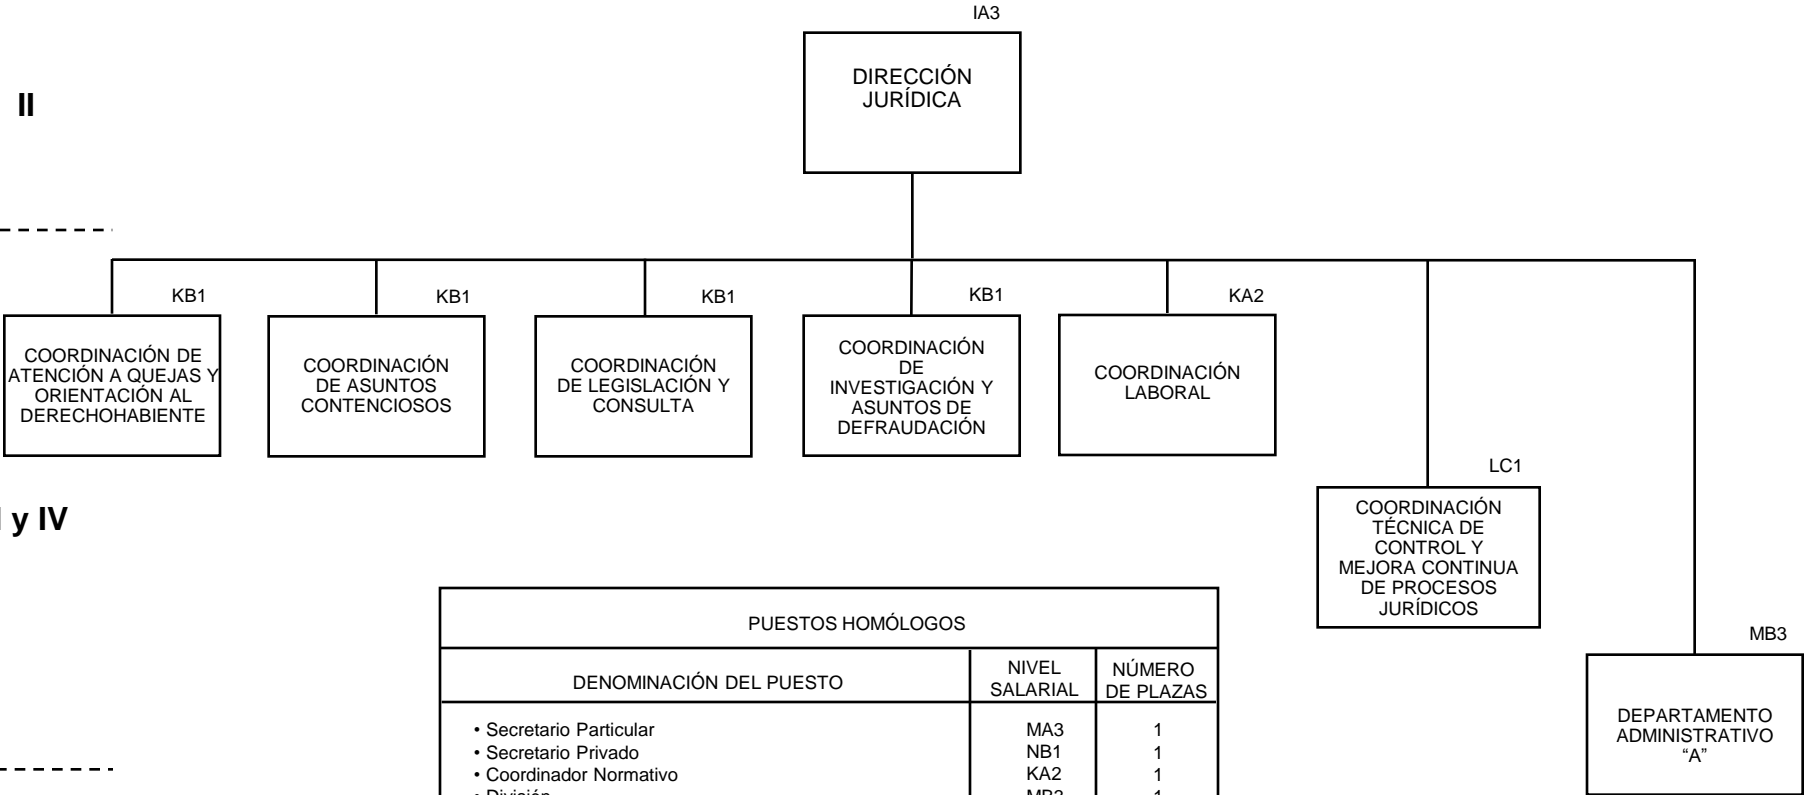 IA3
DIRECCIÓN
JURÍDICA
II
KB1
COORDINACIÓN DE
ATENCIÓN A QUEJAS Y
ORIENTACIÓN AL
DERECHOHABIENTE
KB1
COORDINACIÓN
DE ASUNTOS
CONTENCIOSOS
KB1
COORDINACIÓN
DE LEGISLACIÓN Y
CONSULTA
KB1
COORDINACIÓN
DE
INVESTIGACIÓN Y
ASUNTOS DE
DEFRAUDACIÓN
KA2
COORDINACIÓN
LABORAL
LC1
COORDINACIÓN
TÉCNICA DE
CONTROL Y
MEJORA CONTINUA
DE PROCESOS
JURÍDICOS
y IV
MB3
DEPARTAMENTO
ADMINISTRATIVO
“A”
PUESTOS HOMÓLOGOS
DENOMINACIÓN DEL PUESTO NIVEL SALARIAL NÚMERO DE PLAZAS
• Secretario Particular MA3 1
• Secretario Privado NB1 1
• Coordinador Normativo KA2 1
• División 1